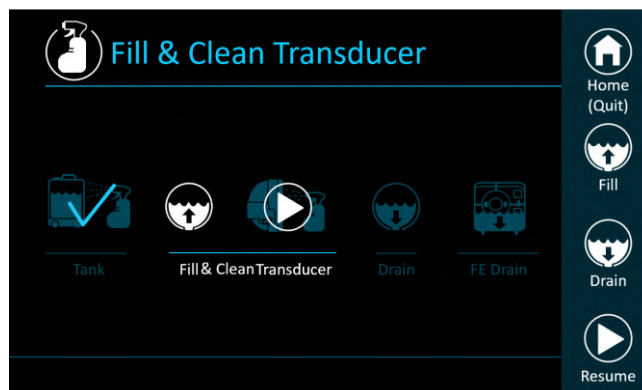 Fill & Clean Transducer
Home
(Quit)
Fill
Tank
Fill & Clean Transducer
Drain
FE Drain
Drain
Resume